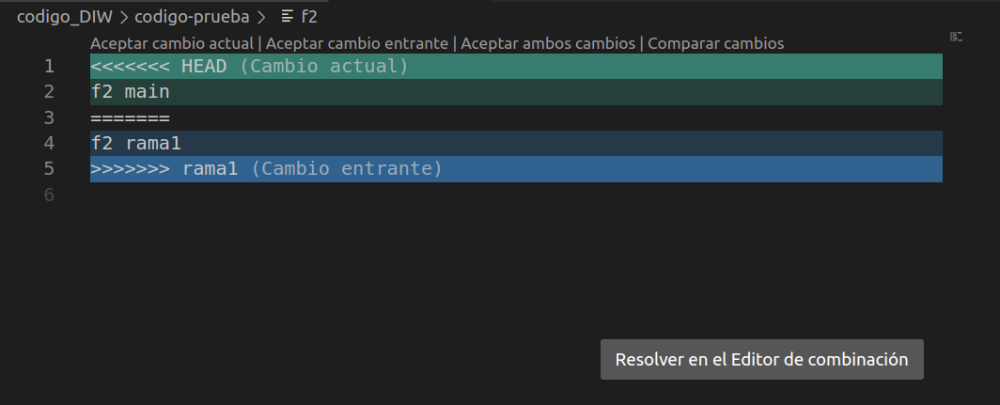 codigo_DIW > codigo-prueba > f2
Aceptar cambio actual | Aceptar cambio entrante | Aceptar ambos cambios | Comparar cambios
1 <<<<<<< HEAD (Cambio actual)
2 f2 main
3 =======
4 f2 rama1
5 >>>>>>> rama1 (Cambio entrante)
6
Resolver en el Editor de combinación